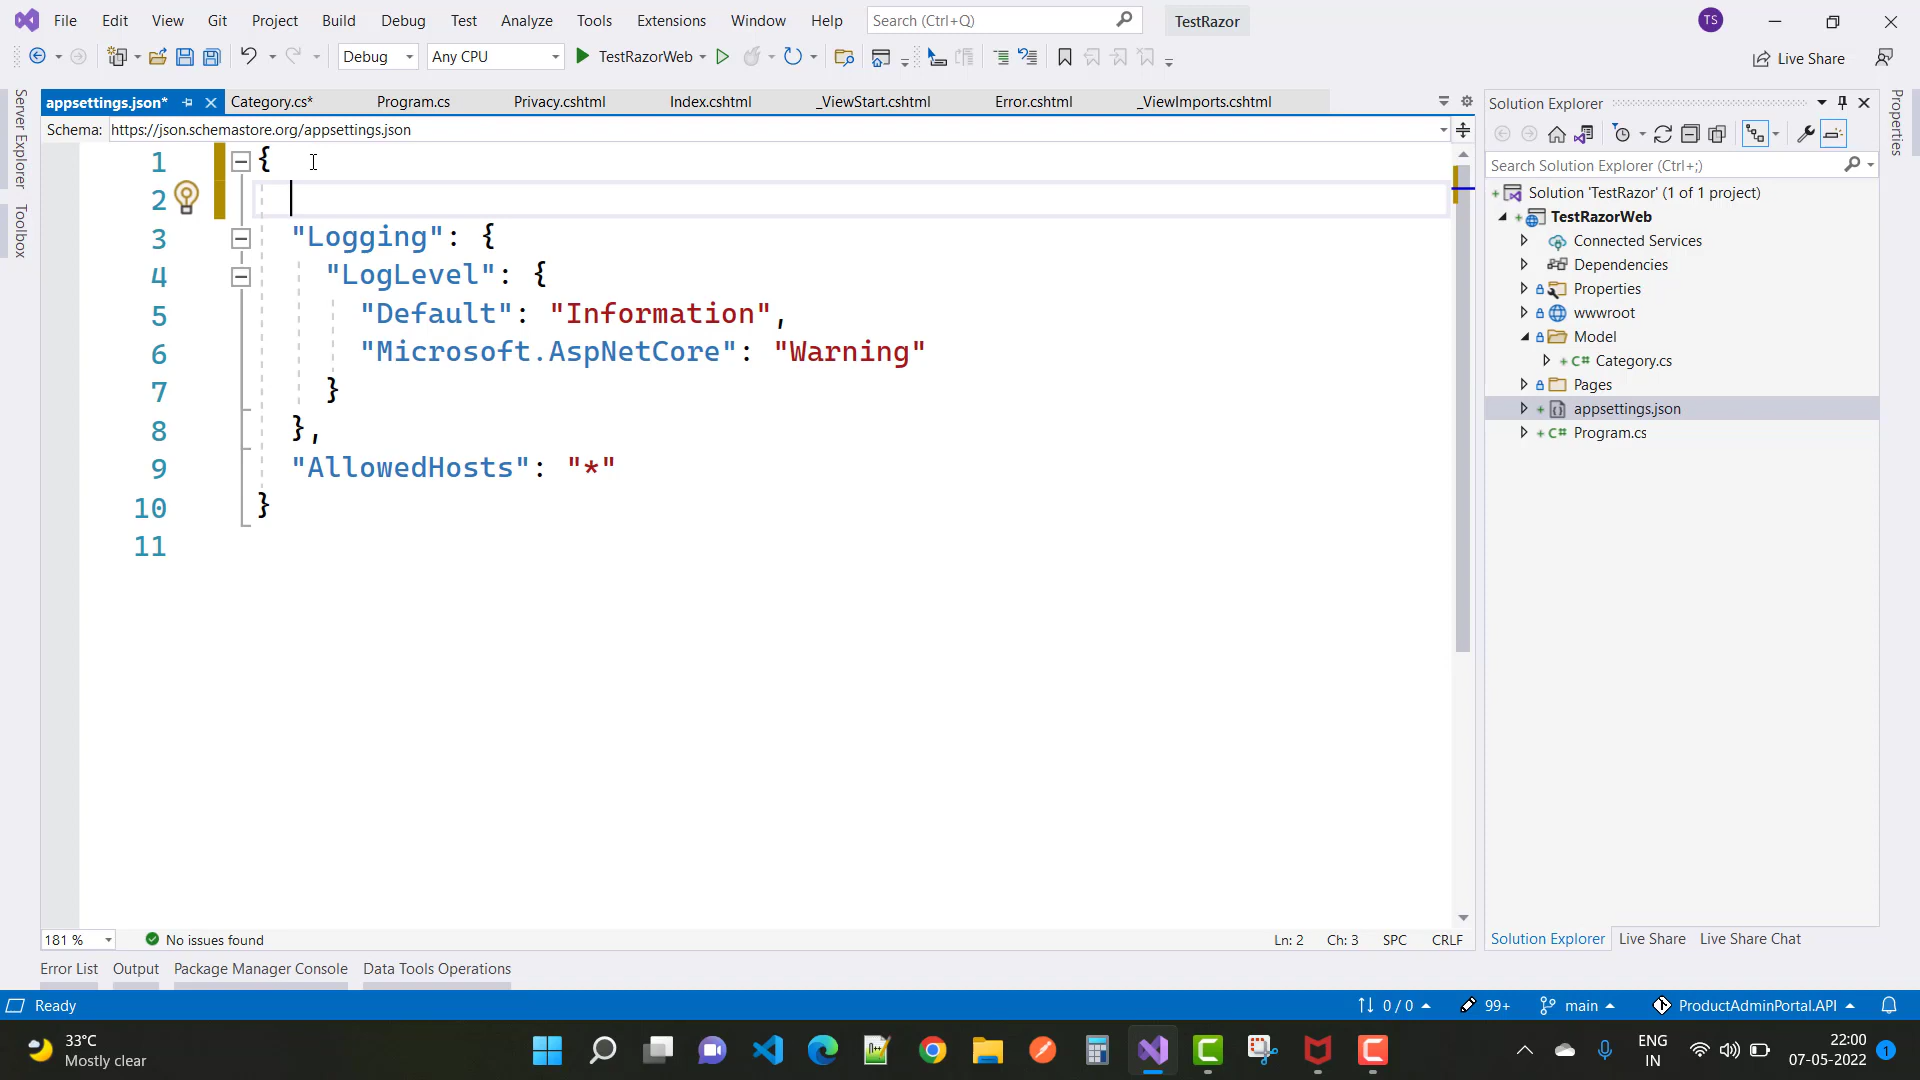 File Edit View Git Project Build Debug Test Analyze Tools Extensions Window Help Search (Ctrl+Q) TestRazor TS
Debug Any CPU TestRazorWeb Live Share
Server Explorer
Toolbox
appsettings.json* Category.cs* Program.cs Privacy.cshtml Index.cshtml _ViewStart.cshtml Error.cshtml _ViewImports.cshtml
Schema: https://json.schemastore.org/appsettings.json
1 {
2
3 "Logging": {
4 "LogLevel": {
5 "Default": "Information",
6 "Microsoft.AspNetCore": "Warning"
7 }
8 },
9 "AllowedHosts": "*"
10 }
11
181 % No issues found Ln: 2 Ch: 3 SPC CRLF
Solution Explorer
Search Solution Explorer (Ctrl+;)
Solution 'TestRazor' (1 of 1 project)
TestRazorWeb
Connected Services
Dependencies
Properties
wwwroot
Model
C# Category.cs
Pages
appsettings.json
C# Program.cs
Solution Explorer Live Share Live Share Chat
Properties
Error List Output Package Manager Console Data Tools Operations
Ready 0 / 0 99+ main ProductAdminPortal.API
33°C
Mostly clear
ENG
IN
22:00
07-05-2022
1